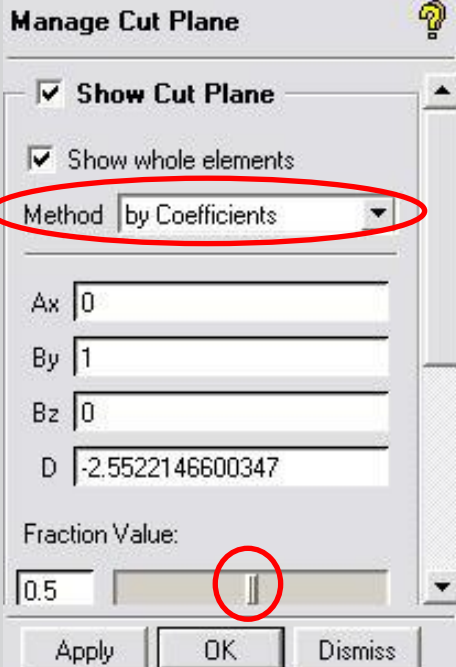 Manage Cut Plane
Show Cut Plane
Show whole elements
Method by Coefficients
Ax 0
By 1
Bz 0
D -2.5522146600347
Fraction Value:
0.5
Apply OK Dismiss